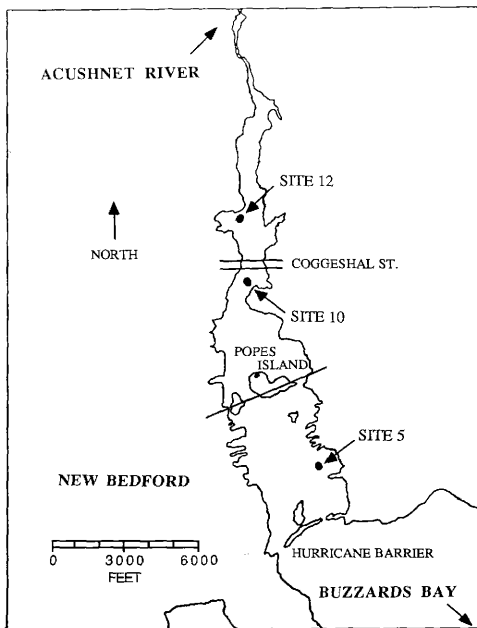 ACUSHNET RIVER
SITE 12
NORTH
COGGESHAL ST.
SITE 10
POPES
ISLAND
SITE 5
NEW BEDFORD
0 3000 6000
FEET
HURRICANE BARRIER
BUZZARDS BAY